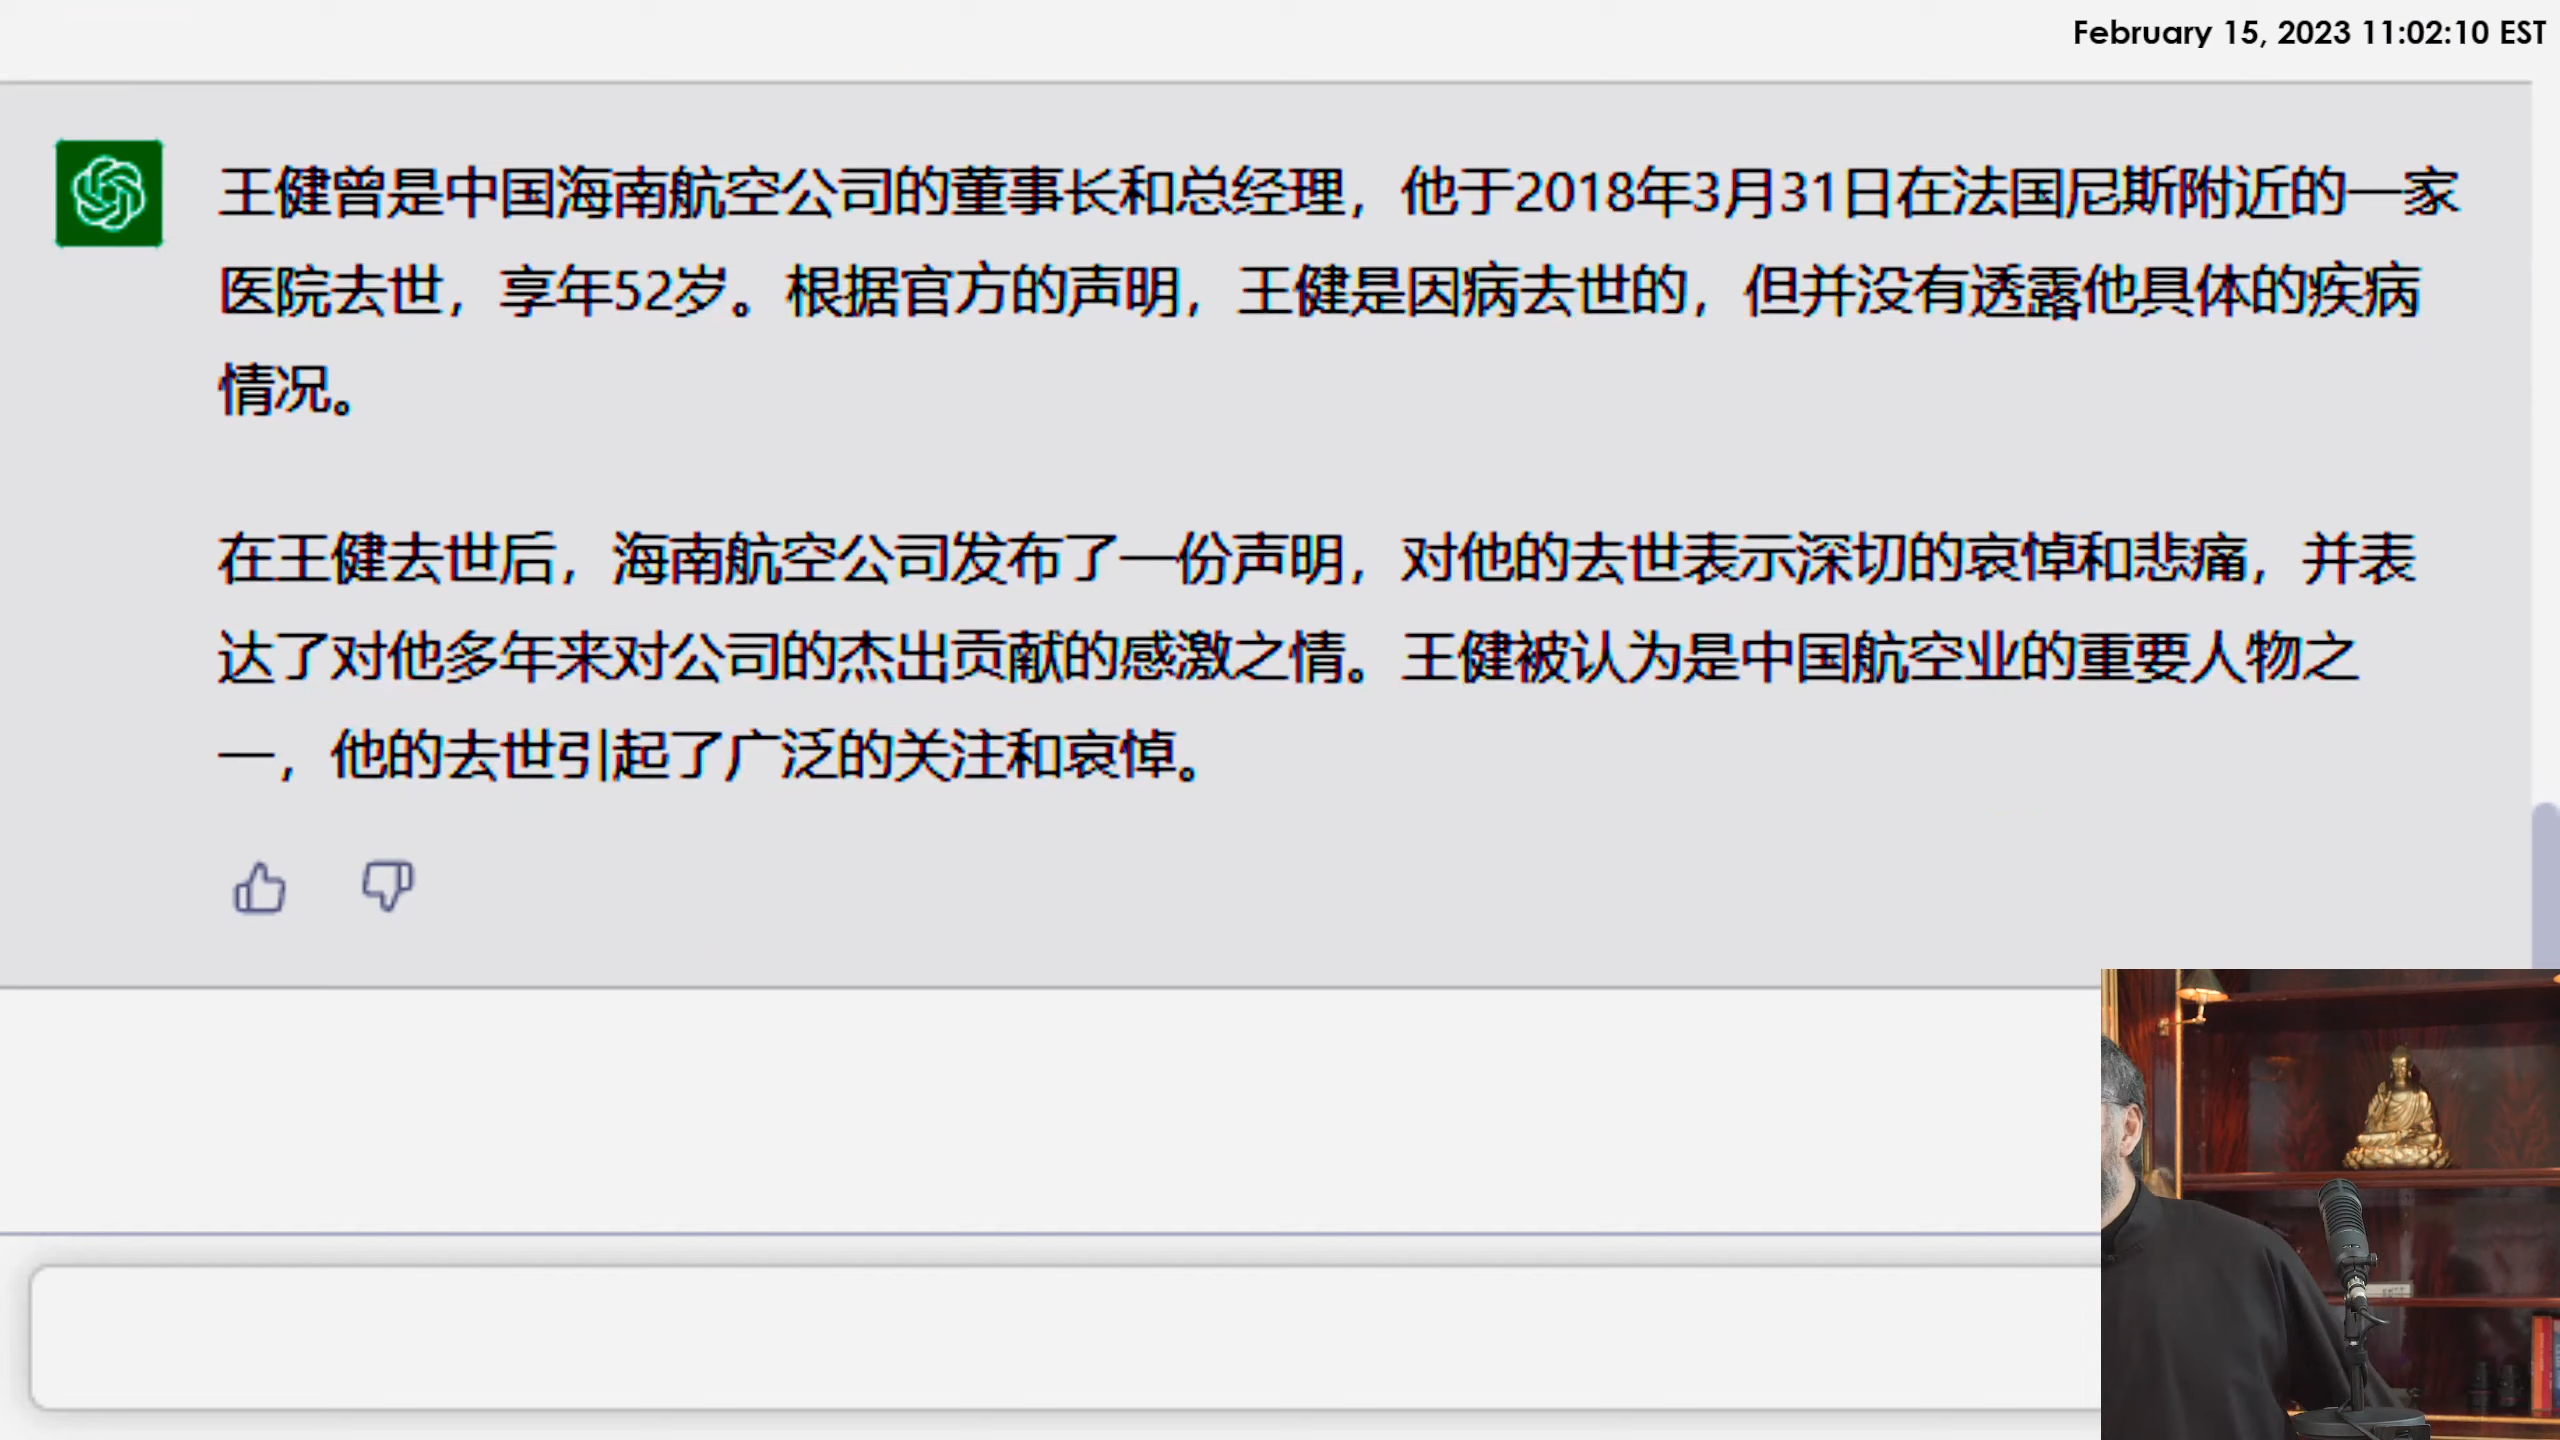 February 15, 2023 11:02:10 EST
王健曾是中国海南航空公司的董事长和总经理，他于2018年3月31日在法国尼斯附近的一家
医院去世，享年52岁。根据官方的声明，王健是因病去世的，但并没有透露他具体的疾病
情况。
在王健去世后，海南航空公司发布了一份声明，对他的去世表示深切的哀悼和悲痛，并表
达了对他多年来对公司的杰出贡献的感激之情。王健被认为是中国航空业的重要人物之
一，他的去世引起了广泛的关注和哀悼。